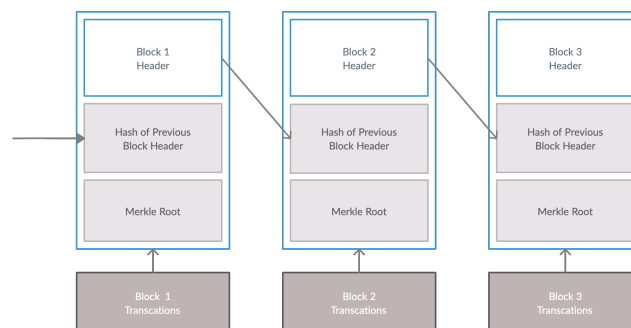 Block 1
Header
Hash of Previous
Block Header
Merkle Root
Block 1
Transcations
Block 2
Header
Hash of Previous
Block Header
Merkle Root
Block 2
Transcations
Block 3
Header
Hash of Previous
Block Header
Merkle Root
Block 3
Transcations